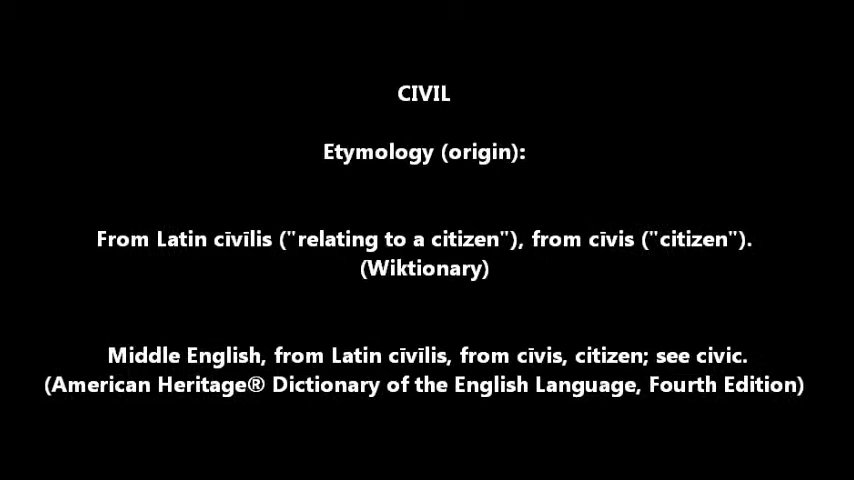 CIVIL
Etymology (origin):
From Latin cīvīlis ("relating to a citizen"), from cīvis ("citizen").
(Wiktionary)
Middle English, from Latin cīvīlis, from cīvis, citizen; see civic.
(American Heritage® Dictionary of the English Language, Fourth Edition)